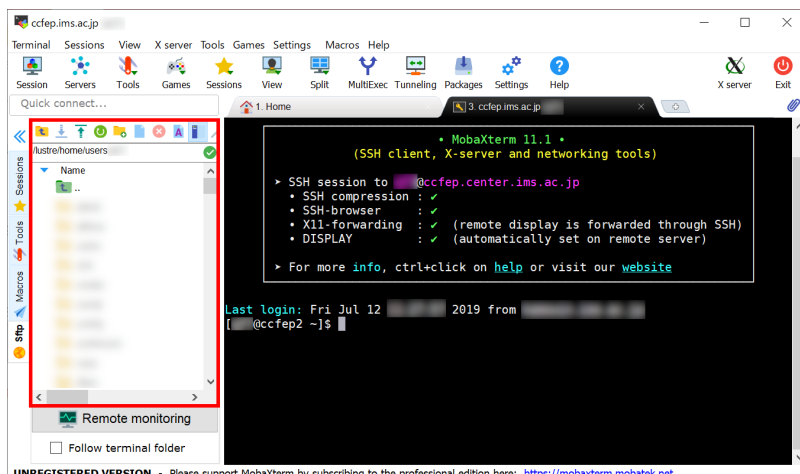 ccfep.ims.ac.jp
Terminal Sessions View X server Tools Games Settings Macros Help
Session Servers Tools Games Sessions View Split MultiExec Tunneling Packages Settings Help X server Exit
Quick connect...
1. Home
3. ccfep.ims.ac.jp
/lustre/home/users
Name
..
Sessions
Tools
Macros
Sftp
• MobaXterm 11.1 •
(SSH client, X-server and networking tools)
➤ SSH session to @ccfep.center.ims.ac.jp
• SSH compression : ✔
• SSH-browser : ✔
• X11-forwarding : ✔ (remote display is forwarded through SSH)
• DISPLAY : ✔ (automatically set on remote server)
➤ For more info, ctrl+click on help or visit our website
Last login: Fri Jul 12 2019 from
[ @ccfep2 ~]$
Remote monitoring
Follow terminal folder
UNREGISTERED VERSION - Please support MobaXterm by subscribing to the professional edition here: https://mobaxterm.mobatek.net